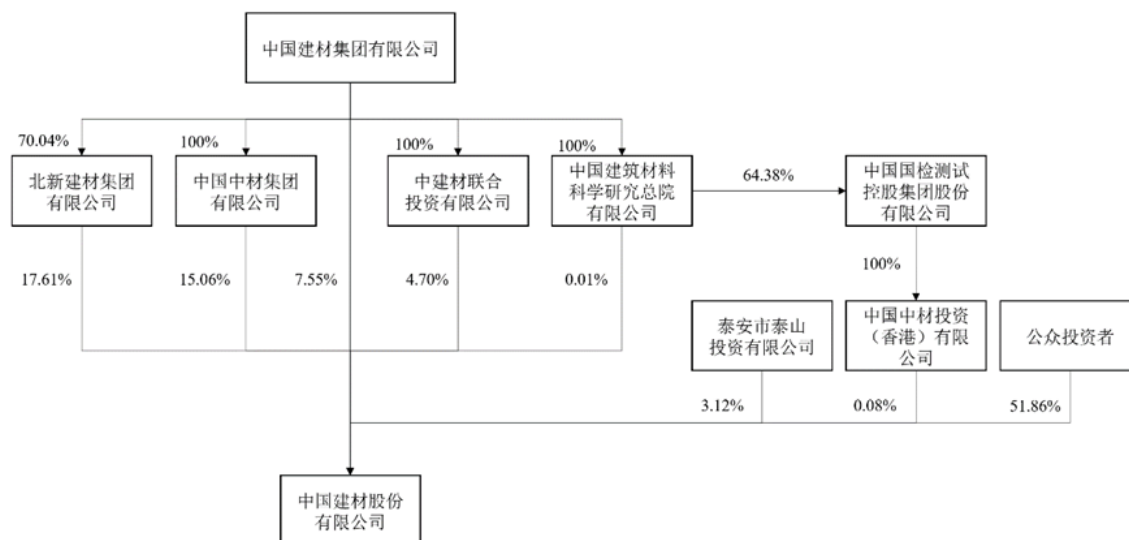 中国建材集团有限公司
70.04%
100%
100%
100%
北新建材集团
有限公司
中国中材集团
有限公司
中建材联合
投资有限公司
中国建筑材料
科学研究总院
有限公司
64.38%
中国国检测试
控股集团股份
有限公司
17.61%
15.06%
7.55%
4.70%
0.01%
100%
泰安市泰山
投资有限公司
中国中材投资
（香港）有限
公司
公众投资者
3.12%
0.08%
51.86%
中国建材股份
有限公司